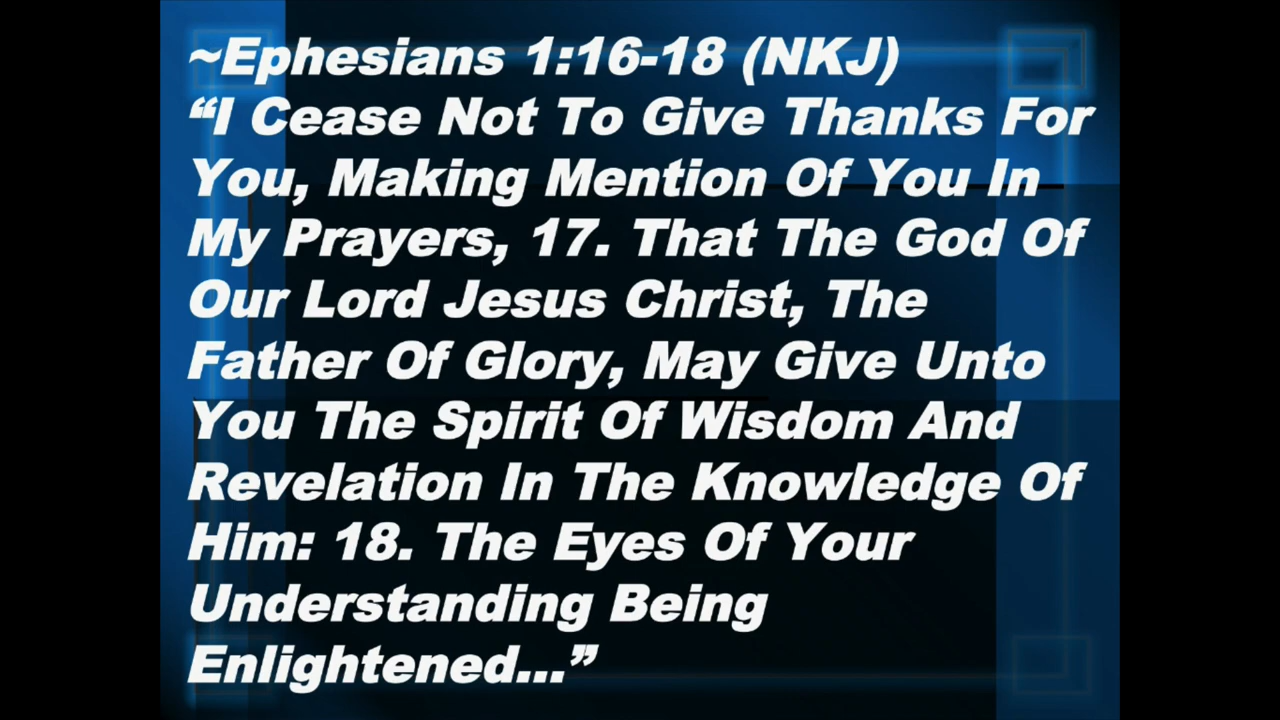 ~Ephesians 1:16-18 (NKJ)
“I Cease Not To Give Thanks For
You, Making Mention Of You In
My Prayers, 17. That The God Of
Our Lord Jesus Christ, The
Father Of Glory, May Give Unto
You The Spirit Of Wisdom And
Revelation In The Knowledge Of
Him: 18. The Eyes Of Your
Understanding Being
Enlightened...”